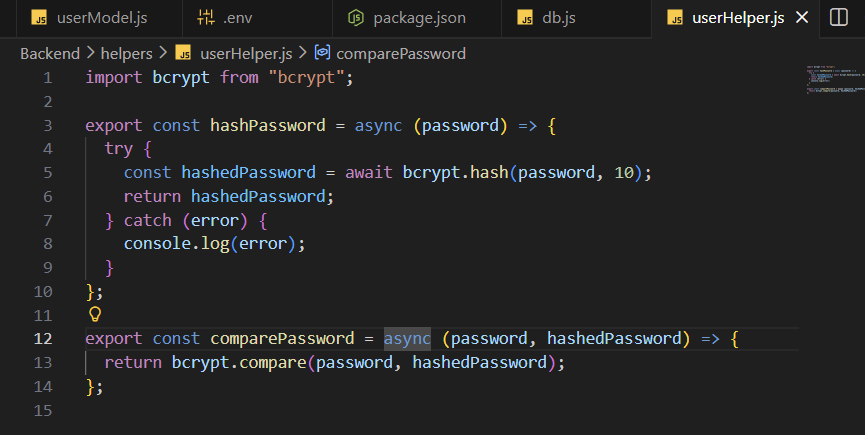 userModel.js .env package.json db.js userHelper.js
Backend > helpers > userHelper.js > comparePassword
1 import bcrypt from "bcrypt";
2
3 export const hashPassword = async (password) => {
4 try {
5 const hashedPassword = await bcrypt.hash(password, 10);
6 return hashedPassword;
7 } catch (error) {
8 console.log(error);
9 }
10 };
11
12 export const comparePassword = async (password, hashedPassword) => {
13 return bcrypt.compare(password, hashedPassword);
14 };
15